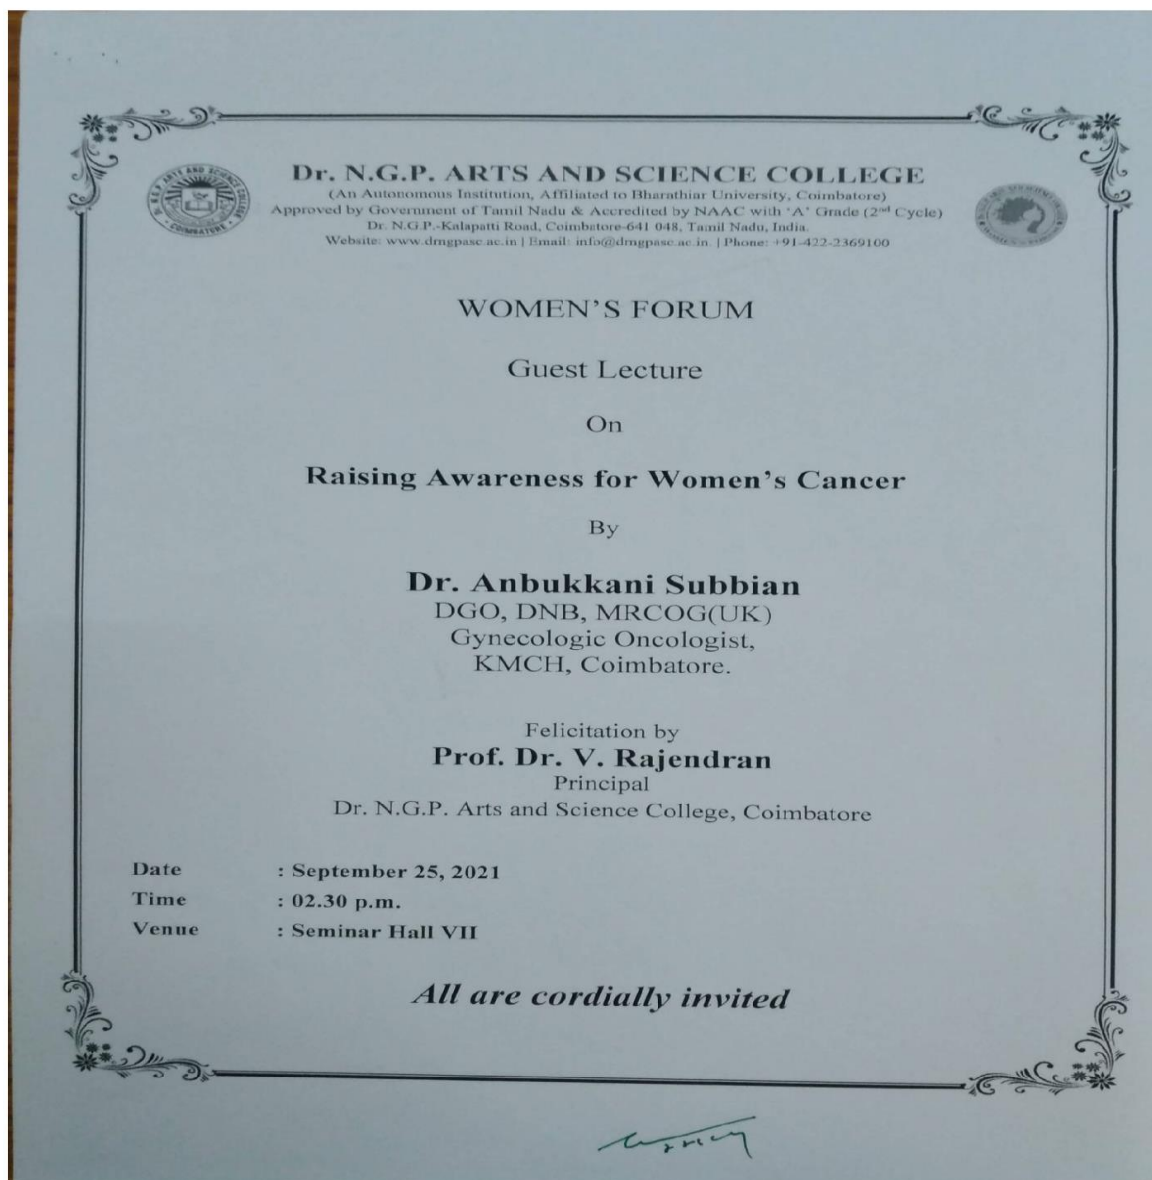 Dr. N.G.P. ARTS AND SCIENCE COLLEGE
(An Autonomous Institution, Affiliated to Bharathiar University, Coimbatore)
Approved by Government of Tamil Nadu & Accredited by NAAC with 'A' Grade (2nd Cycle)
Dr. N.G.P.-Kalapatti Road, Coimbatore-641 048, Tamil Nadu, India.
Website: www.drngpasc.ac.in | Email: info@drngpasc.ac.in. | Phone: +91-422-2369100
WOMEN'S FORUM
Guest Lecture
On
Raising Awareness for Women's Cancer
By
Dr. Anbukkani Subbian
DGO, DNB, MRCOG(UK)
Gynecologic Oncologist,
KMCH, Coimbatore.
Felicitation by
Prof. Dr. V. Rajendran
Principal
Dr. N.G.P. Arts and Science College, Coimbatore
Date : September 25, 2021
Time : 02.30 p.m.
Venue : Seminar Hall VII
All are cordially invited